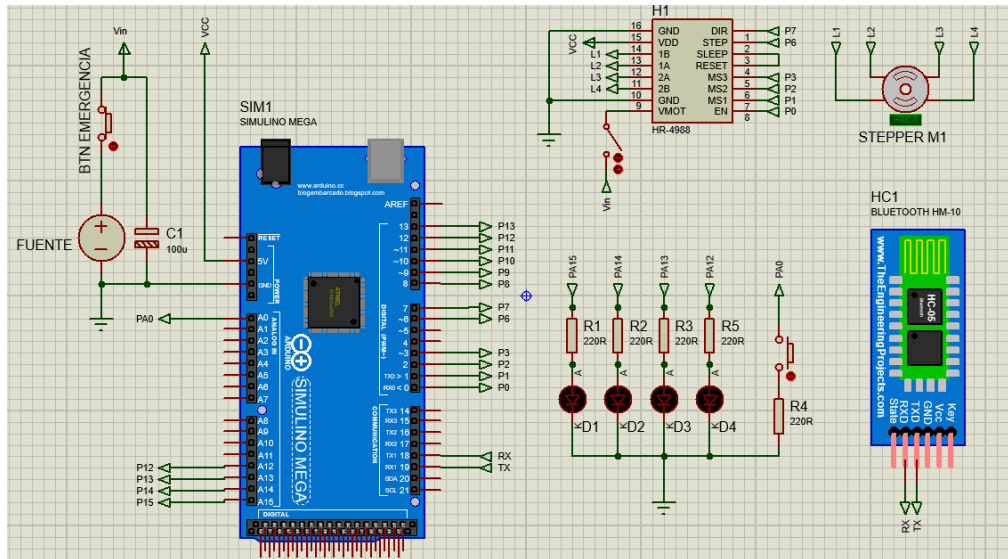 Vin
VCC
BTN EMERGENCIA
FUENTE
C1
100u
SIM1
SIMULINO MEGA
www.arduino.cc
blogembarcado.blogspot.com
RESET
5V
GND
POWER
AREF
13 P13
12 P12
~11 P11
~10 P10
~9 P9
8 P8
7 P7
~6 P6
~5
4
~3 P3
2 P2
TX0 > 1 P1
RX0 < 0 P0
DIGITAL (PWM~)
ATMEL
ARDUINO
SIMULINO MEGA
ANALOG IN
PA0 A0
A1
A2
A3
A4
A5
A6
A7
A8
A9
A10
A11
P12 A12
P13 A13
P14 A14
P15 A15
COMMUNICATION
TX3 14
RX3 15
TX2 16
RX2 17
TX1 18 RX
RX1 19 TX
SDA 20
SCL 21
DIGITAL
H1
16 GND DIR 1 P7
15 VDD STEP 1 P6
14 1B SLEEP 2
13 1A RESET 3
12 2A MS3 4 P3
11 2B MS2 5 P2
10 GND MS1 6 P1
9 VMOT EN 7 P0
8
VCC
L1
L2
L3
L4
HR-4988
Vin
L1
L2
L3
L4
STEPPER M1
PA15
PA14
PA13
PA12
PA0
R1
220R
R2
220R
R3
220R
R5
220R
R4
220R
A
A
A
A
K D1
K D2
K D3
K D4
HC1
BLUETOOTH HM-10
www.TheEngineeringProjects.com
HC-05
State
RXD
TXD
GND
Vcc
Key
RX
TX